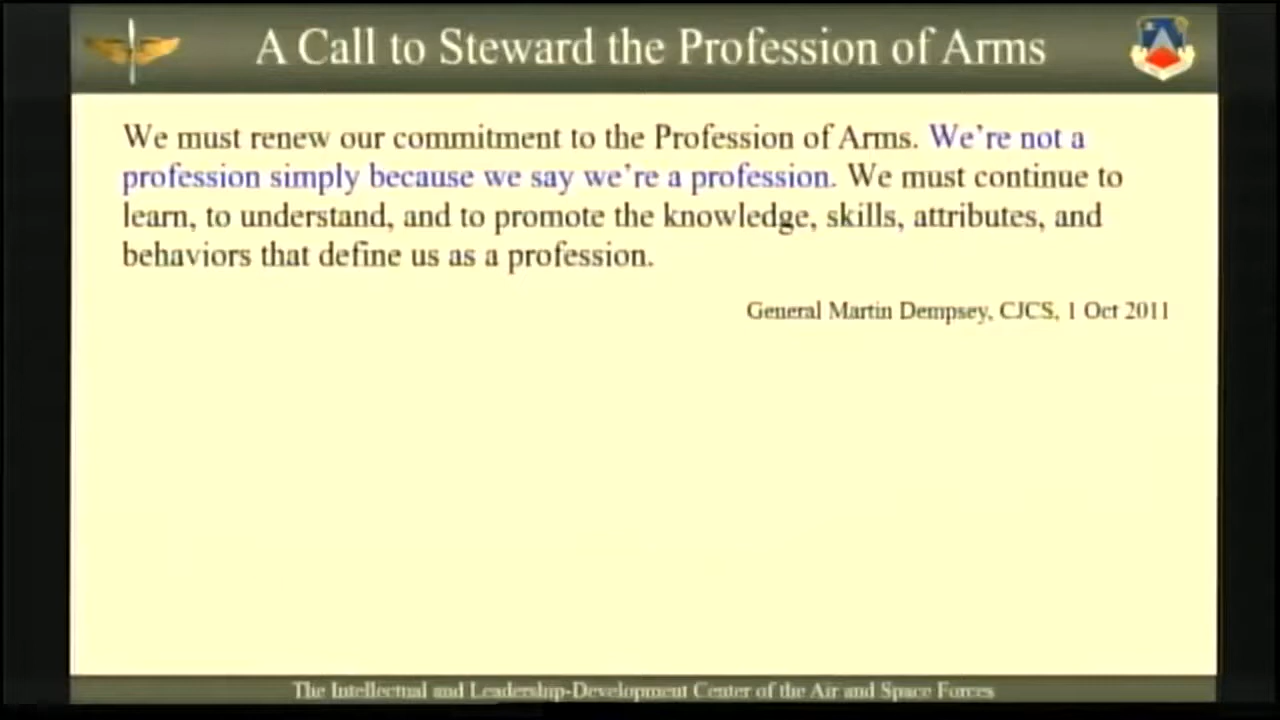 A Call to Steward the Profession of Arms
We must renew our commitment to the Profession of Arms. We're not a
profession simply because we say we're a profession. We must continue to
learn, to understand, and to promote the knowledge, skills, attributes, and
behaviors that define us as a profession.
General Martin Dempsey, CJCS, 1 Oct 2011
The Intellectual and Leadership-Development Center of the Air and Space Forces